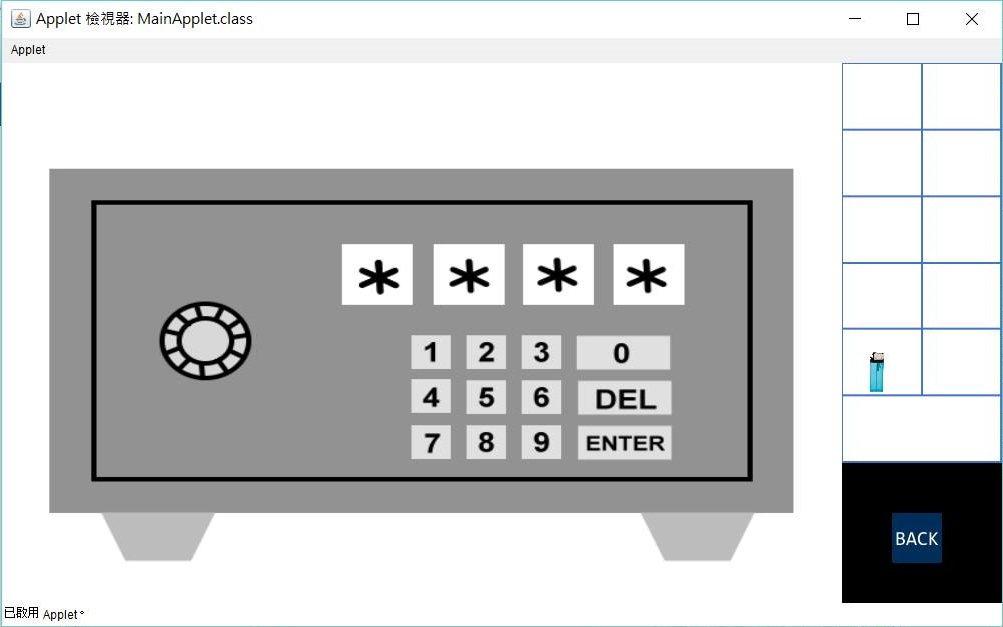 Applet 檢視器: MainApplet.class
Applet
* * * *
1 2 3 0
4 5 6 DEL
7 8 9 ENTER
BACK
已啟用 Applet。